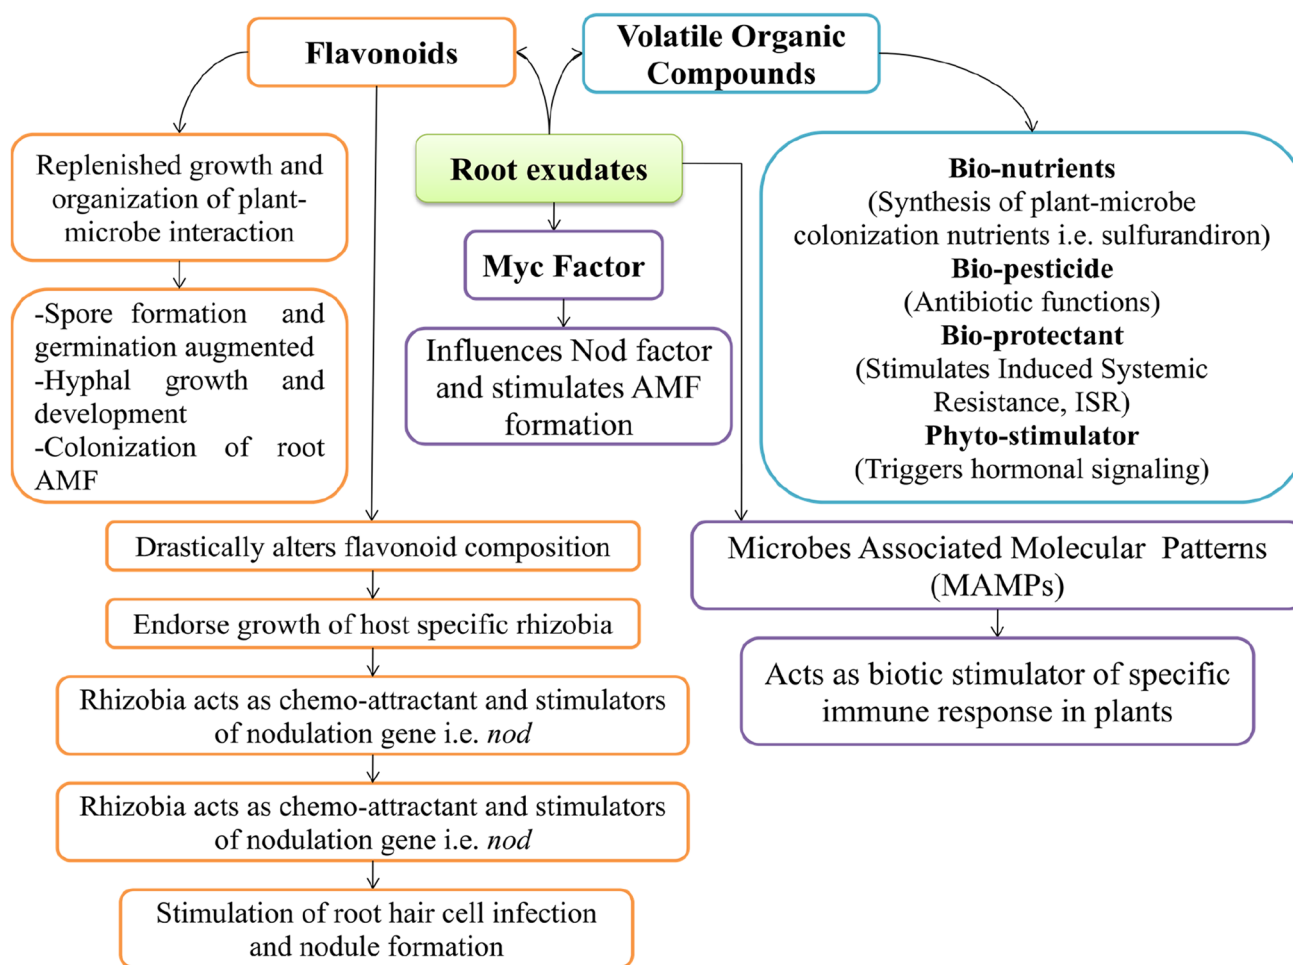 Flavonoids
Volatile Organic
Compounds
Root exudates
Replenished growth and
organization of plant-
microbe interaction
-Spore formation and
germination augmented
-Hyphal growth and
development
-Colonization of root
AMF
Myc Factor
Influences Nod factor
and stimulates AMF
formation
Bio-nutrients
(Synthesis of plant-microbe
colonization nutrients i.e. sulfurandiron)
Bio-pesticide
(Antibiotic functions)
Bio-protectant
(Stimulates Induced Systemic
Resistance, ISR)
Phyto-stimulator
(Triggers hormonal signaling)
Drastically alters flavonoid composition
Endorse growth of host specific rhizobia
Rhizobia acts as chemo-attractant and stimulators
of nodulation gene i.e. nod
Rhizobia acts as chemo-attractant and stimulators
of nodulation gene i.e. nod
Stimulation of root hair cell infection
and nodule formation
Microbes Associated Molecular Patterns
(MAMPs)
Acts as biotic stimulator of specific
immune response in plants